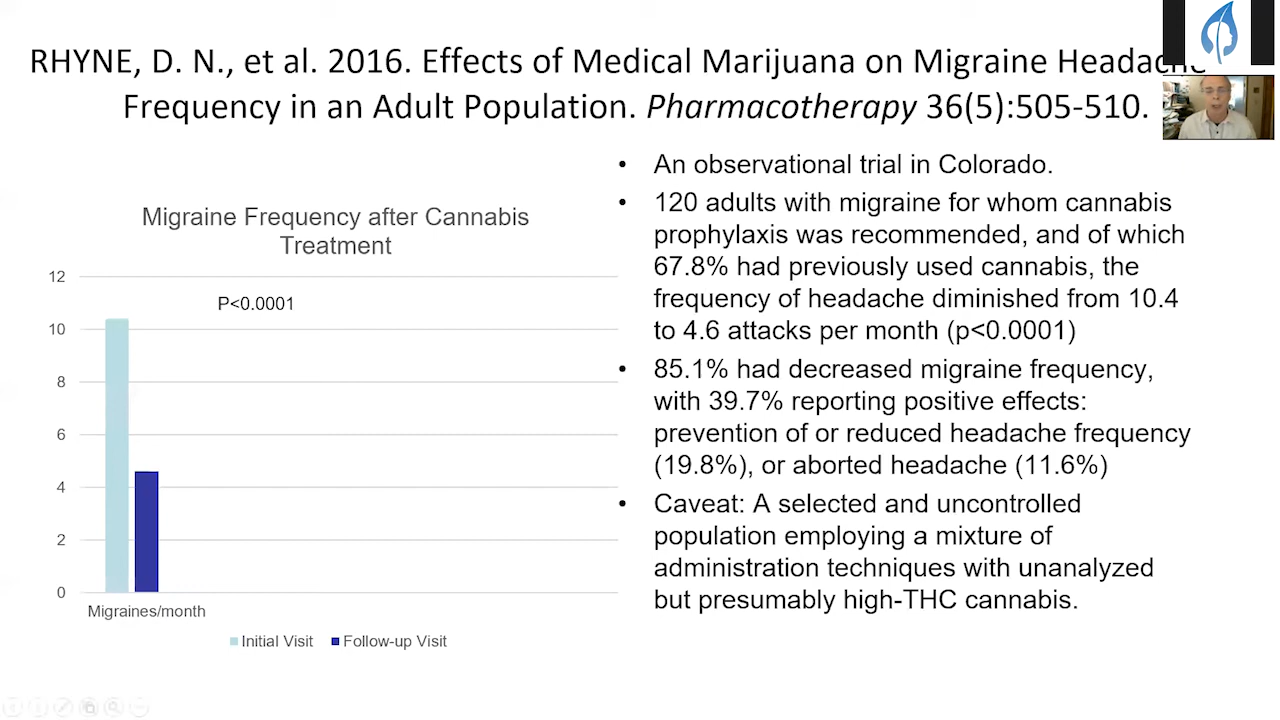 RHYNE, D. N., et al. 2016. Effects of Medical Marijuana on Migraine Headache
Frequency in an Adult Population. Pharmacotherapy 36(5):505-510.
Migraine Frequency after Cannabis
Treatment
12
P<0.0001
10
8
6
4
2
0
Migraines/month
Initial Visit Follow-up Visit
• An observational trial in Colorado.
• 120 adults with migraine for whom cannabis
prophylaxis was recommended, and of which
67.8% had previously used cannabis, the
frequency of headache diminished from 10.4
to 4.6 attacks per month (p<0.0001)
• 85.1% had decreased migraine frequency,
with 39.7% reporting positive effects:
prevention of or reduced headache frequency
(19.8%), or aborted headache (11.6%)
• Caveat: A selected and uncontrolled
population employing a mixture of
administration techniques with unanalyzed
but presumably high-THC cannabis.